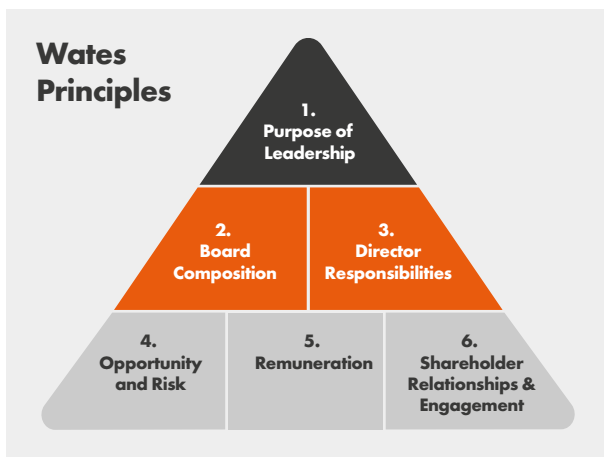 Wates
Principles
1.
Purpose of
Leadership
2.
Board
Composition
3.
Director
Responsibilities
4.
Opportunity
and Risk
5.
Remuneration
6.
Shareholder
Relationships &
Engagement